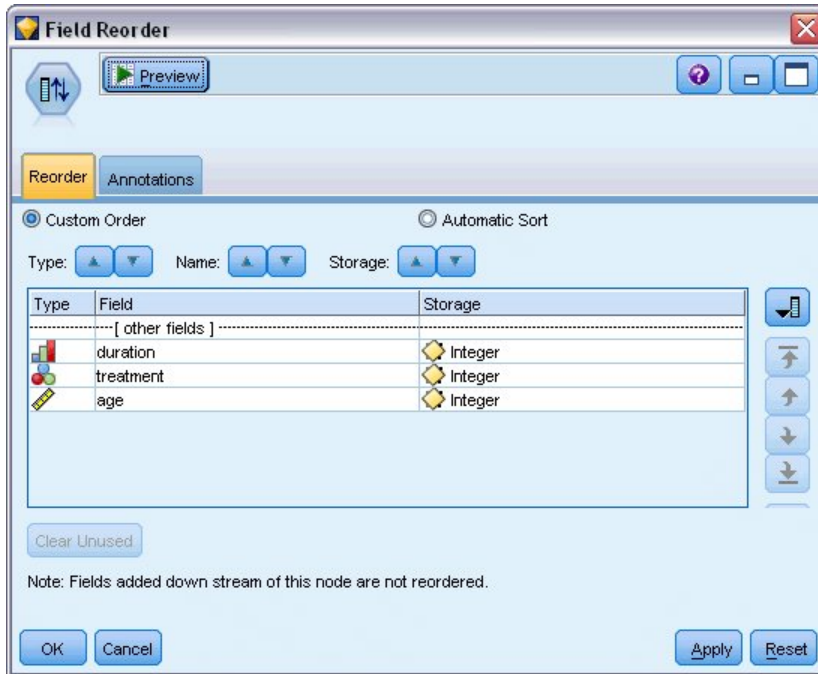 Field Reorder
Preview
Reorder Annotations
Custom Order Automatic Sort
Type: Name: Storage:
Type Field Storage
[ other fields ]
duration Integer
treatment Integer
age Integer
Clear Unused
Note: Fields added down stream of this node are not reordered.
OK Cancel Apply Reset